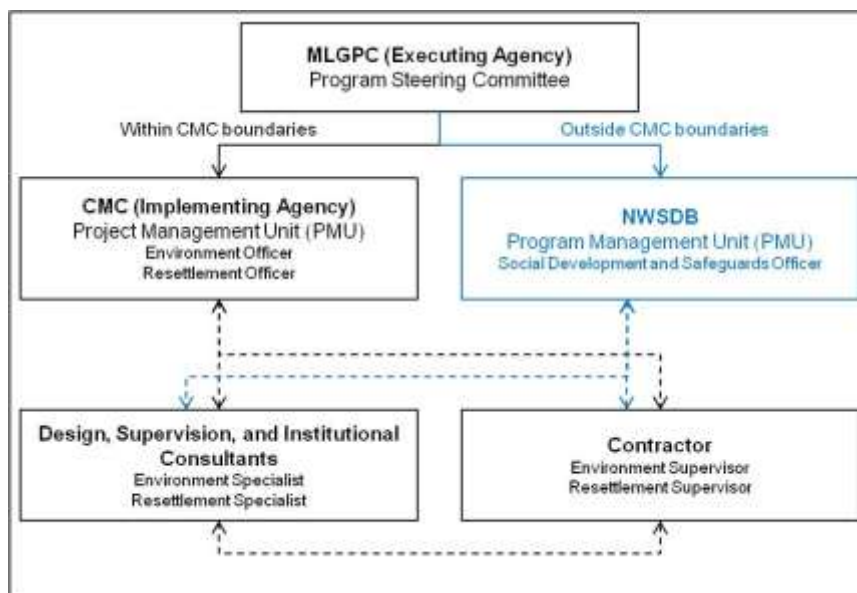 MLGPC (Executing Agency)
Program Steering Committee
Within CMC boundaries
Outside CMC boundaries
CMC (Implementing Agency)
Project Management Unit (PMU)
Environment Officer
Resettlement Officer
NWSDB
Program Management Unit (PMU)
Social Development and Safeguards Officer
Design, Supervision, and Institutional
Consultants
Environment Specialist
Resettlement Specialist
Contractor
Environment Supervisor
Resettlement Supervisor